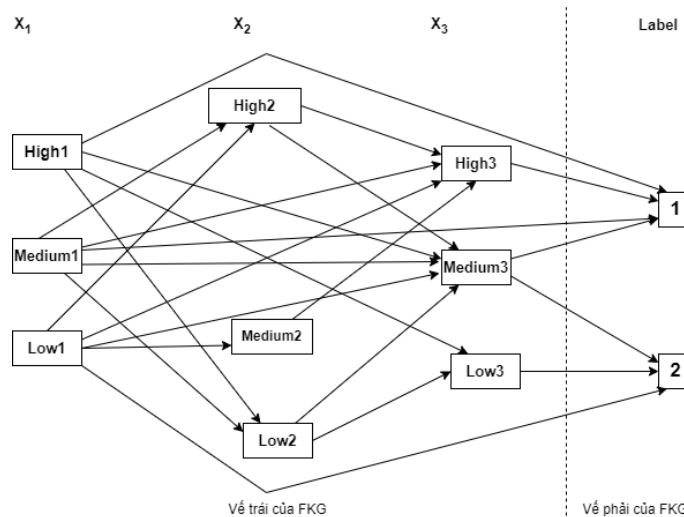 X1 X2 X3 Label
High2
High1
High3
1
Medium1
Medium3
Medium2
Low1
Low3
2
Low2
Vế trái của FKG Vế phải của FKG